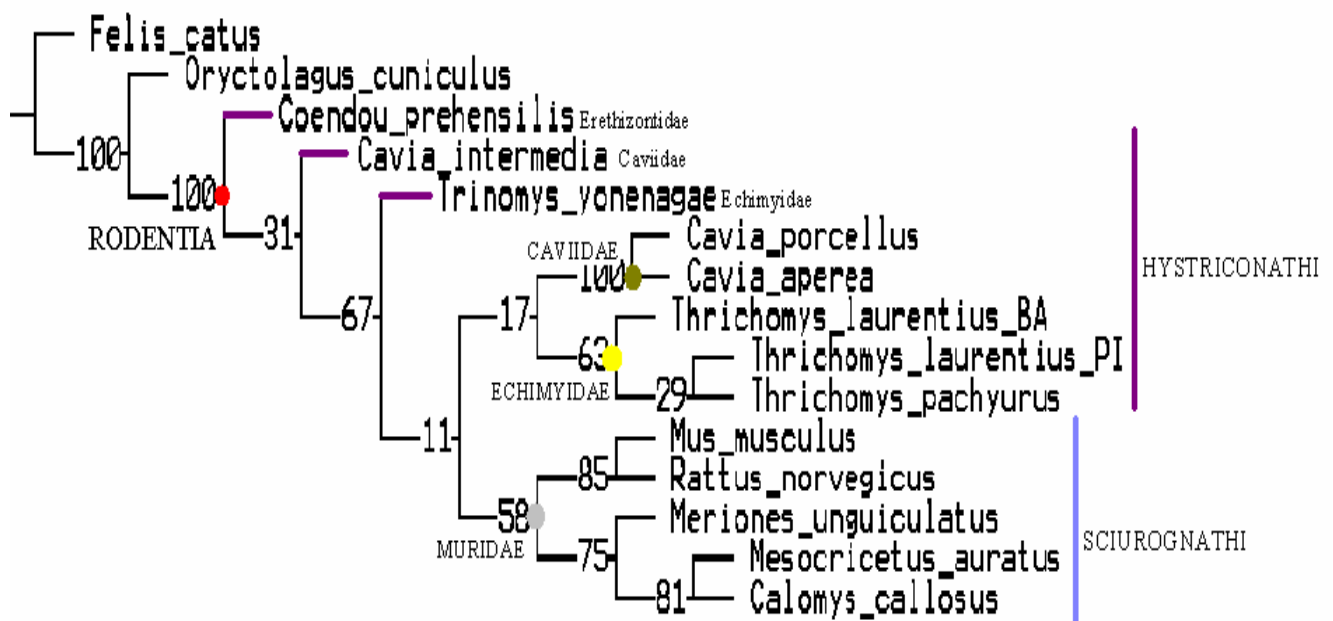 Felis_catus
Oryctolagus_cuniculus
Coendou_prehensilis Erethizontidae
100
Cavia_intermedia Caviidae
100
Trinomys_yonenagae Echimyidae
RODENTIA
31
Cavia_porcellus
CAVIIDAE
100
Cavia_aperea
HYSTRICONATHI
67
17
Thrichomys_laurentius_BA
63
Thrichomys_laurentius_PI
ECHIMYIDAE
29
Thrichomys_pachyurus
11
Mus_musculus
85
Rattus_norvegicus
58
Meriones_unguiculatus
MURIDAE
SCIUROGNATHI
75
Mesocricetus_auratus
81
Calomys_callosus